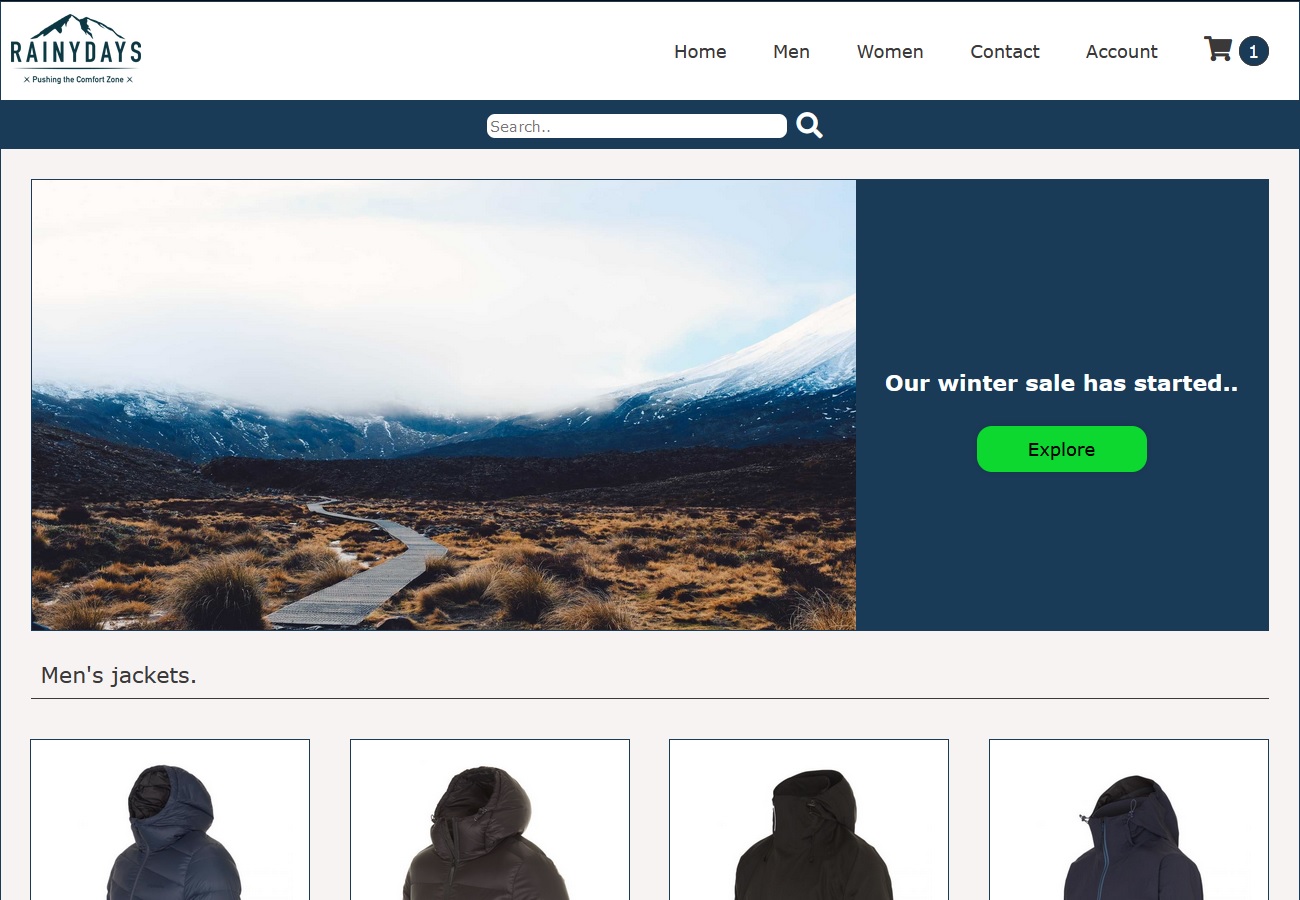 RAINYDAYS
× Pushing the Comfort Zone ×
Home Men Women Contact Account 1
Search..
Our winter sale has started..
Explore
Men's jackets.